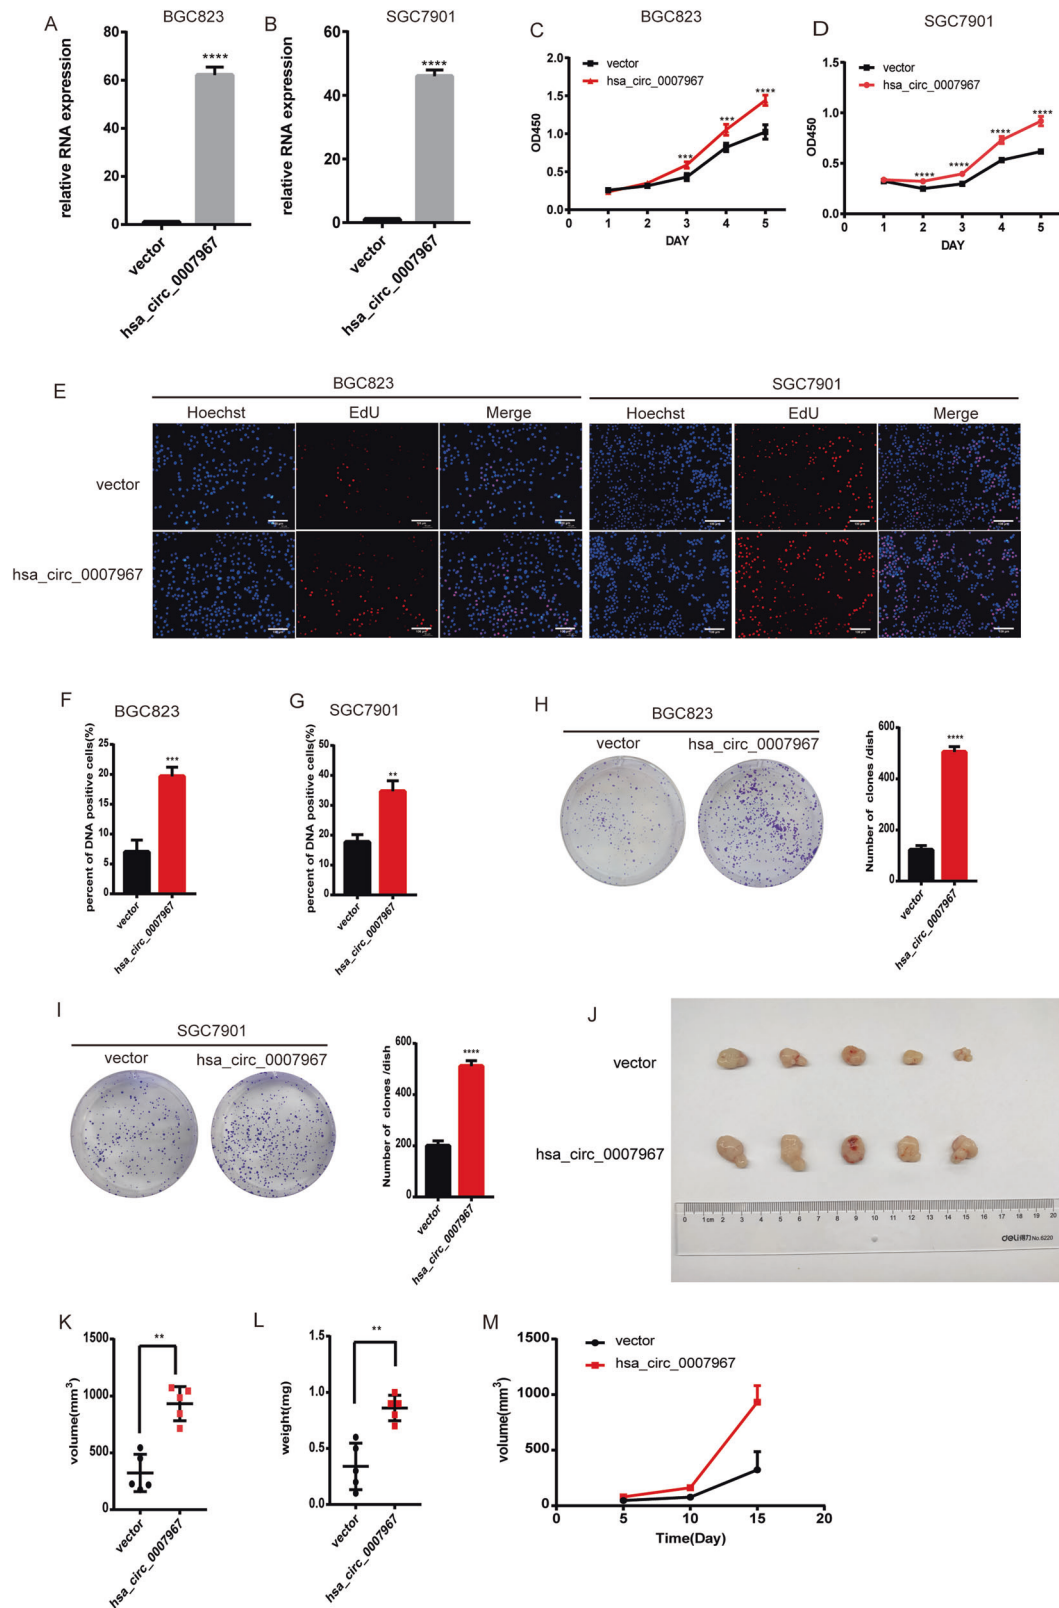 A
BGC823
relative RNA expression
80
60
40
20
0
****
vector
hsa_circ_0007967
B
SGC7901
relative RNA expression
60
40
20
0
****
vector
hsa_circ_0007967
C
BGC823
vector
hsa_circ_0007967
OD450
2.0
1.5
1.0
0.5
0.0
***
***
****
0 1 2 3 4 5
DAY
D
SGC7901
vector
hsa_circ_0007967
OD450
1.5
1.0
0.5
0.0
****
****
****
****
0 1 2 3 4 5
DAY
E
BGC823
SGC7901
Hoechst EdU Merge
Hoechst EdU Merge
vector
hsa_circ_0007967
F
BGC823
percent of DNA positive cells(%)
25
20
15
10
5
0
***
vector
hsa_circ_0007967
G
SGC7901
percent of DNA positive cells(%)
50
40
30
20
10
0
**
vector
hsa_circ_0007967
H
BGC823
vector hsa_circ_0007967
Number of clones /dish
600
400
200
0
****
vector
hsa_circ_0007967
I
SGC7901
vector hsa_circ_0007967
Number of clones /dish
600
400
200
0
****
vector
hsa_circ_0007967
J
vector
hsa_circ_0007967
0 1cm 2 3 4 5 6 7 8 9 10 11 12 13 14 15 16 17 18 19 20
deli得力 No.6220
K
volume(mm3)
1500
1000
500
0
**
vector
hsa_circ_0007967
L
weight(mg)
1.5
1.0
0.5
0.0
**
vector
hsa_circ_0007967
M
vector
hsa_circ_0007967
volume(mm3)
1500
1000
500
0
0 5 10 15 20
Time(Day)